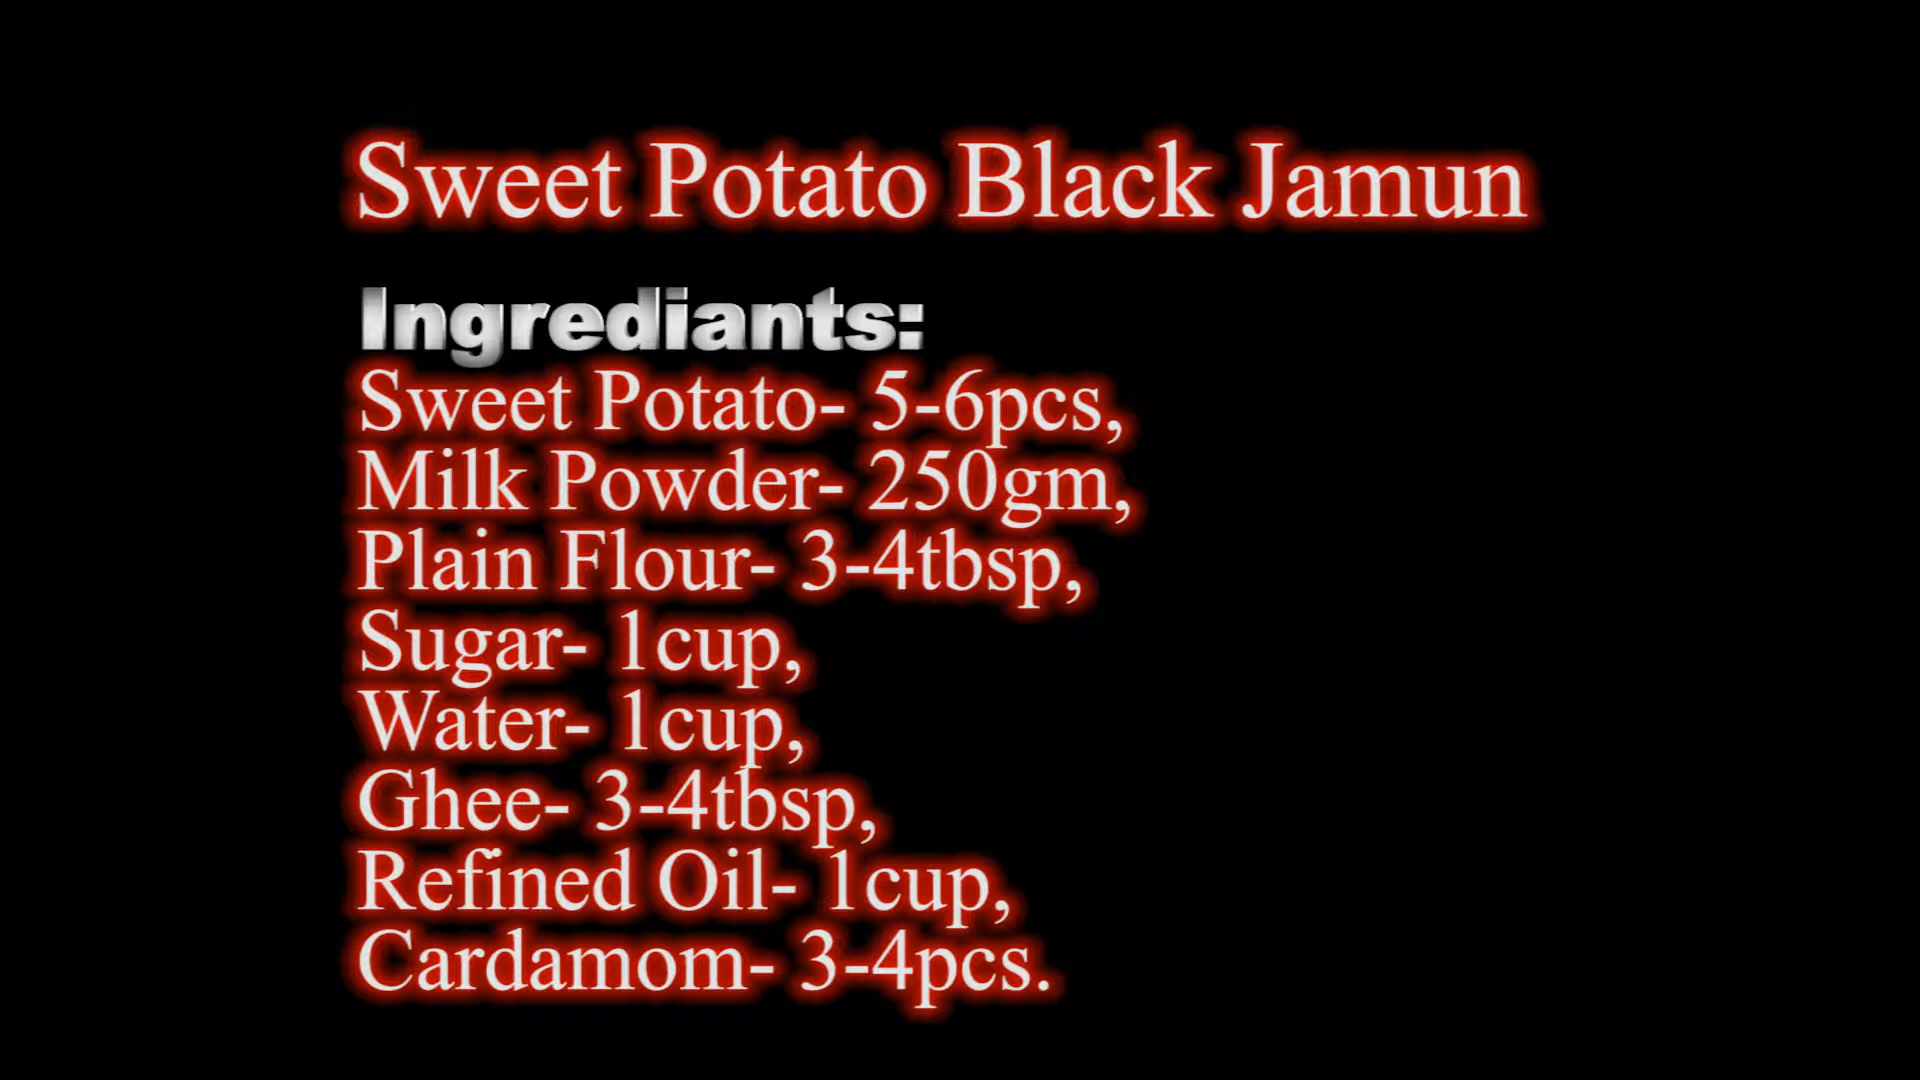 Sweet Potato Black Jamun
Ingrediants:
Sweet Potato- 5-6pcs,
Milk Powder- 250gm,
Plain Flour- 3-4tbsp,
Sugar- 1cup,
Water- 1cup,
Ghee- 3-4tbsp,
Refined Oil- 1cup,
Cardamom- 3-4pcs.